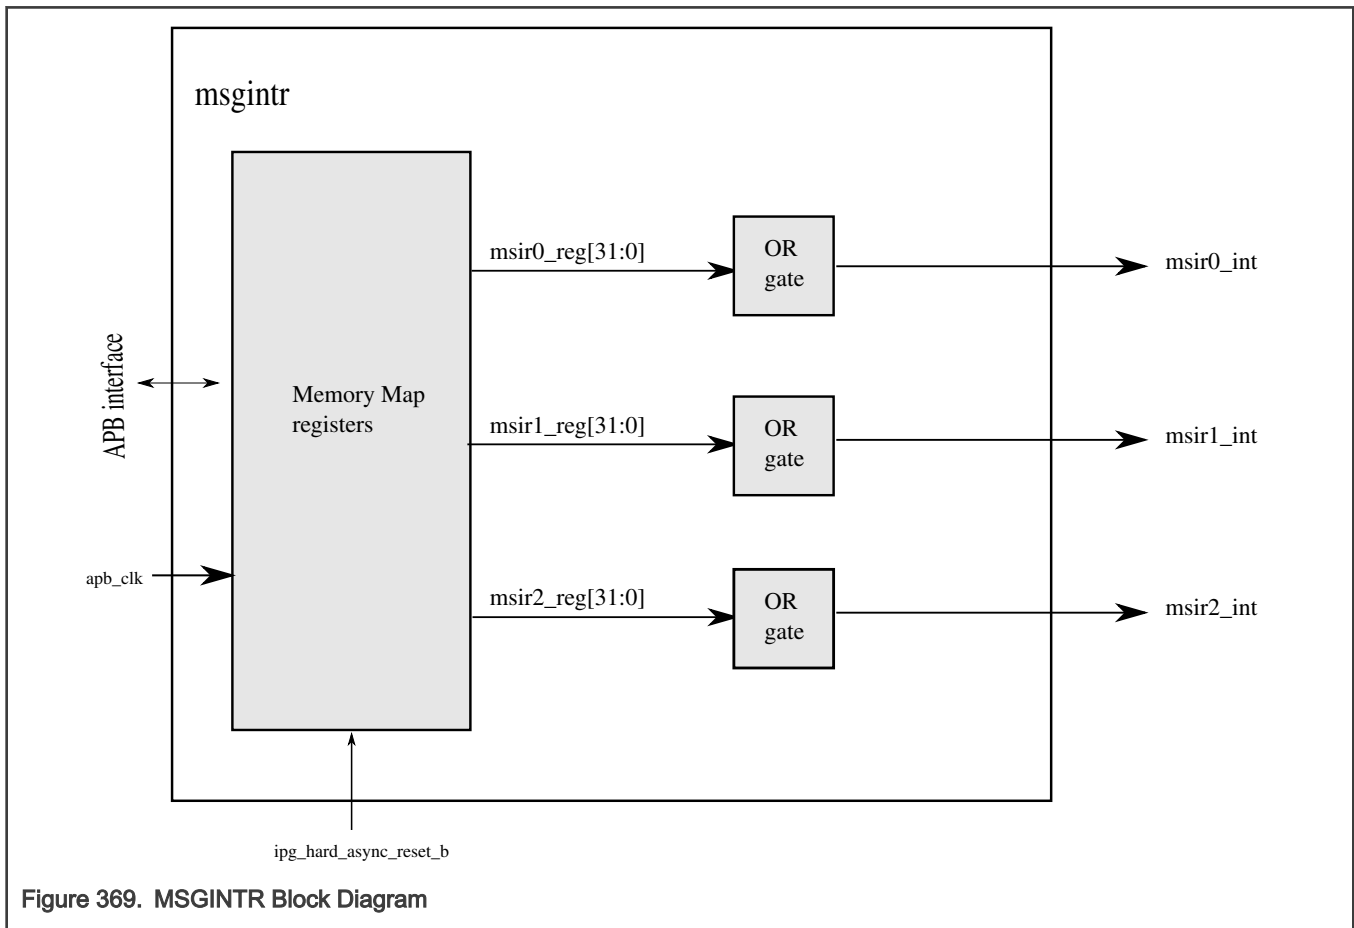 msgintr
msir0_reg[31:0]
OR
gate
msir0_int
APB interface
Memory Map
registers
msir1_reg[31:0]
OR
gate
msir1_int
apb_clk
msir2_reg[31:0]
OR
gate
msir2_int
ipg_hard_async_reset_b
Figure 369. MSGINTR Block Diagram